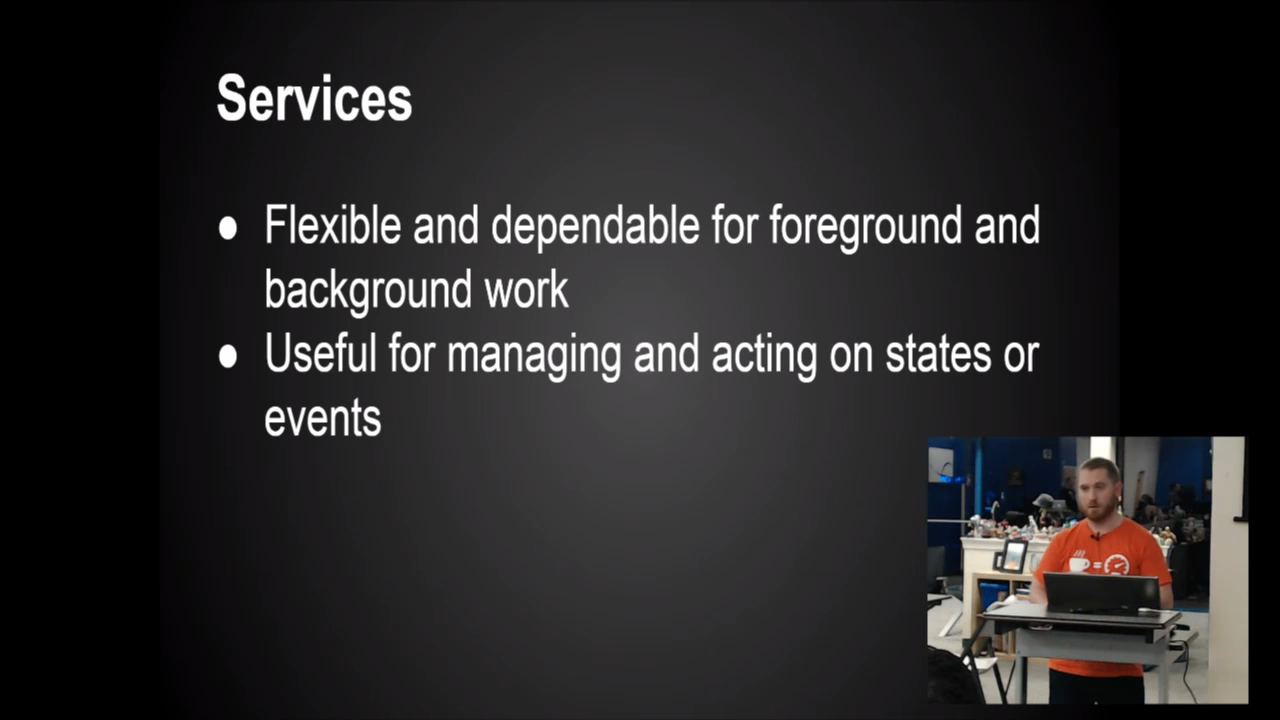 Services
● Flexible and dependable for foreground and
background work
● Useful for managing and acting on states or
events